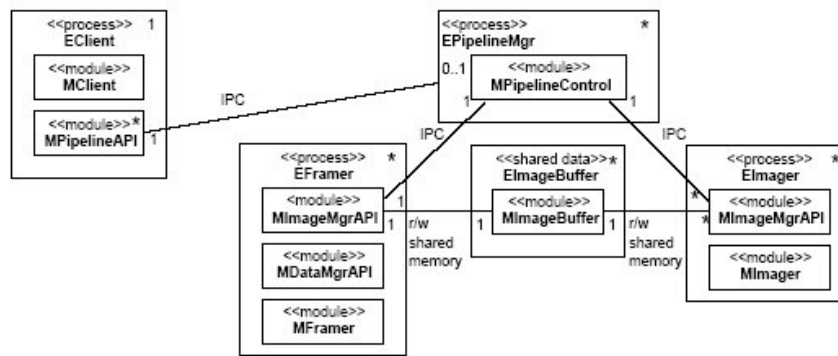 <<process>> 1
EClient
<<module>>
MClient
<<module>> *
MPipelineAPI
1
IPC
<<process>> *
EPipelineMgr
0..1
<<module>>
MPipelineControl
1
1
IPC
IPC
<<process>> *
EFramer
<<module>>
MImageMgrAPI
1
1
r/w
shared
memory
<<module>>
MDataMgrAPI
<<module>>
MFramer
<<shared data>> *
EImageBuffer
<<module>>
MImageBuffer
1
1
r/w
shared
memory
<<process>> *
EImager
*
*
<<module>>
MImageMgrAPI
<<module>>
MImager